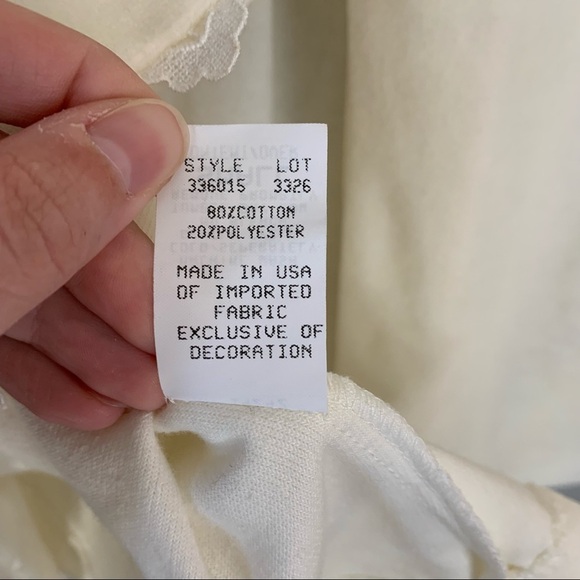 STYLE LOT
336015 3326
80%COTTON
20%POLYESTER
MADE IN USA
OF IMPORTED
FABRIC
EXCLUSIVE OF
DECORATION